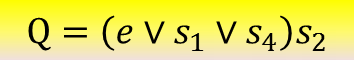 Q = (e ∨ s₁ ∨ s₄)s₂